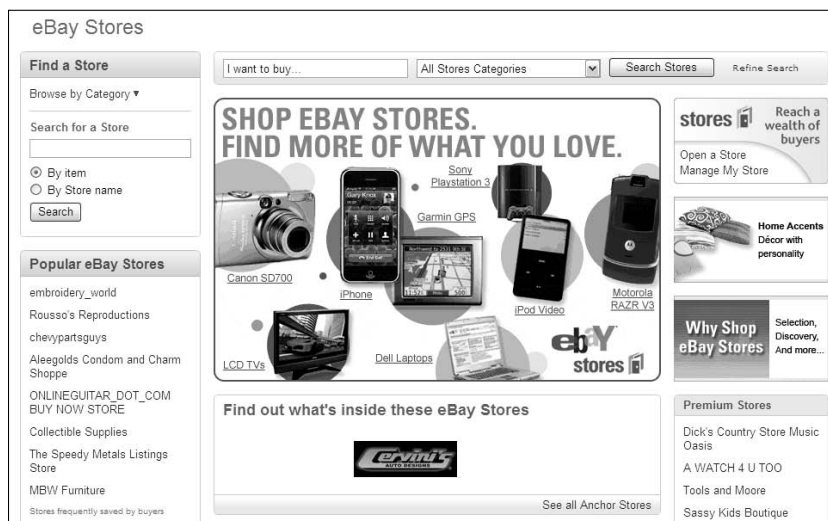 eBay Stores
Find a Store
Browse by Category ▾
Search for a Store
By item
By Store name
Search
Popular eBay Stores
embroidery_world
Rousso's Reproductions
chevypartsguys
Aleegolds Condom and Charm
Shoppe
ONLINEGUITAR_DOT_COM
BUY NOW STORE
Collectible Supplies
The Speedy Metals Listings
Store
MBW Furniture
Stores frequently saved by buyers
I want to buy...
All Stores Categories
Search Stores
Refine Search
SHOP EBAY STORES.
FIND MORE OF WHAT YOU LOVE.
Canon SD700
Gary Knox
End Call
iPhone
Garmin GPS
Sony
Playstation 3
iPod Video
Motorola
RAZR V3
LCD TVs
Dell Laptops
ebaY
stores
Find out what's inside these eBay Stores
Cervini's
AUTO DESIGNS
See all Anchor Stores
stores
Reach a
wealth of
buyers
Open a Store
Manage My Store
Home Accents
Décor with
personality
Why Shop
eBay Stores
Selection,
Discovery,
And more...
Premium Stores
Dick's Country Store Music
Oasis
A WATCH 4 U TOO
Tools and Moore
Sassy Kids Boutique